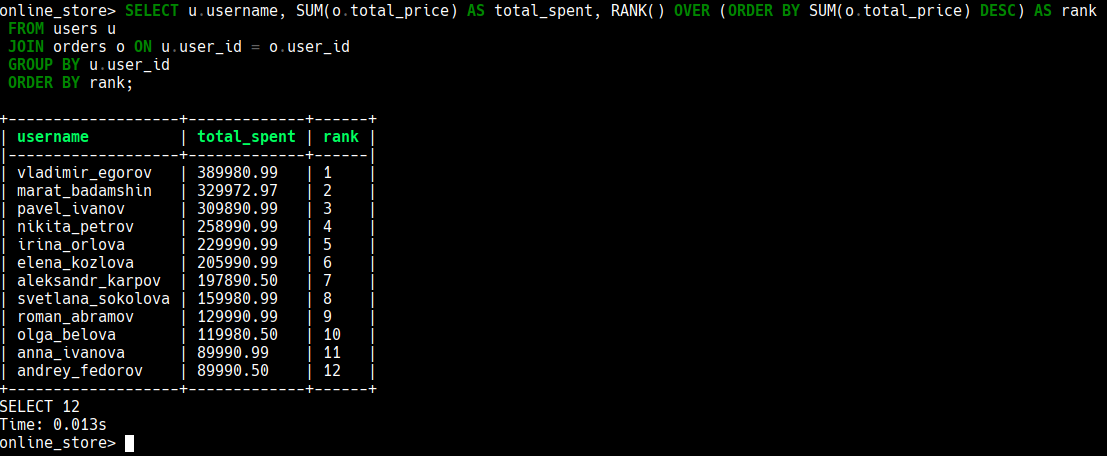 online_store> SELECT u.username, SUM(o.total_price) AS total_spent, RANK() OVER (ORDER BY SUM(o.total_price) DESC) AS rank
 FROM users u
 JOIN orders o ON u.user_id = o.user_id
 GROUP BY u.user_id
 ORDER BY rank;

+-------------------+-------------+------+
| username          | total_spent | rank |
|-------------------+-------------+------|
| vladimir_egorov   | 389980.99   | 1    |
| marat_badamshin   | 329972.97   | 2    |
| pavel_ivanov      | 309890.99   | 3    |
| nikita_petrov     | 258990.99   | 4    |
| irina_orlova      | 229990.99   | 5    |
| elena_kozlova     | 205990.99   | 6    |
| aleksandr_karpov  | 197890.50   | 7    |
| svetlana_sokolova | 159980.99   | 8    |
| roman_abramov     | 129990.99   | 9    |
| olga_belova       | 119980.50   | 10   |
| anna_ivanova      | 89990.99    | 11   |
| andrey_fedorov    | 89990.50    | 12   |
+-------------------+-------------+------+
SELECT 12
Time: 0.013s
online_store>